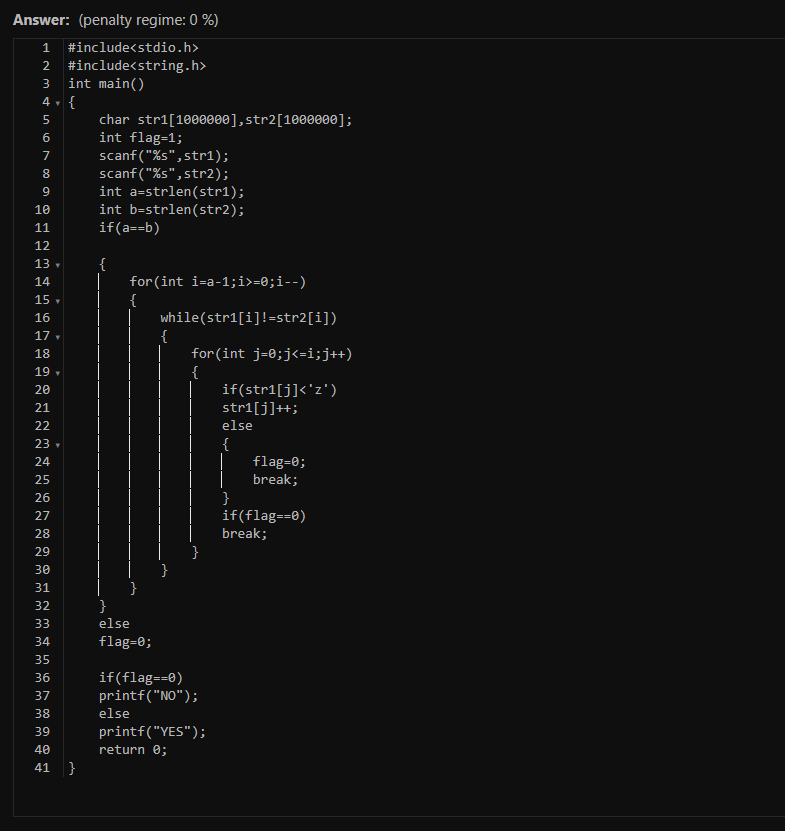 Answer: (penalty regime: 0 %)
1 #include<stdio.h>
2 #include<string.h>
3 int main()
4 {
5 char str1[1000000],str2[1000000];
6 int flag=1;
7 scanf("%s",str1);
8 scanf("%s",str2);
9 int a=strlen(str1);
10 int b=strlen(str2);
11 if(a==b)
12
13 {
14 for(int i=a-1;i>=0;i--)
15 {
16 while(str1[i]!=str2[i])
17 {
18 for(int j=0;j<=i;j++)
19 {
20 if(str1[j]<'z')
21 str1[j]++;
22 else
23 {
24 flag=0;
25 break;
26 }
27 if(flag==0)
28 break;
29 }
30 }
31 }
32 }
33 else
34 flag=0;
35
36 if(flag==0)
37 printf("NO");
38 else
39 printf("YES");
40 return 0;
41 }